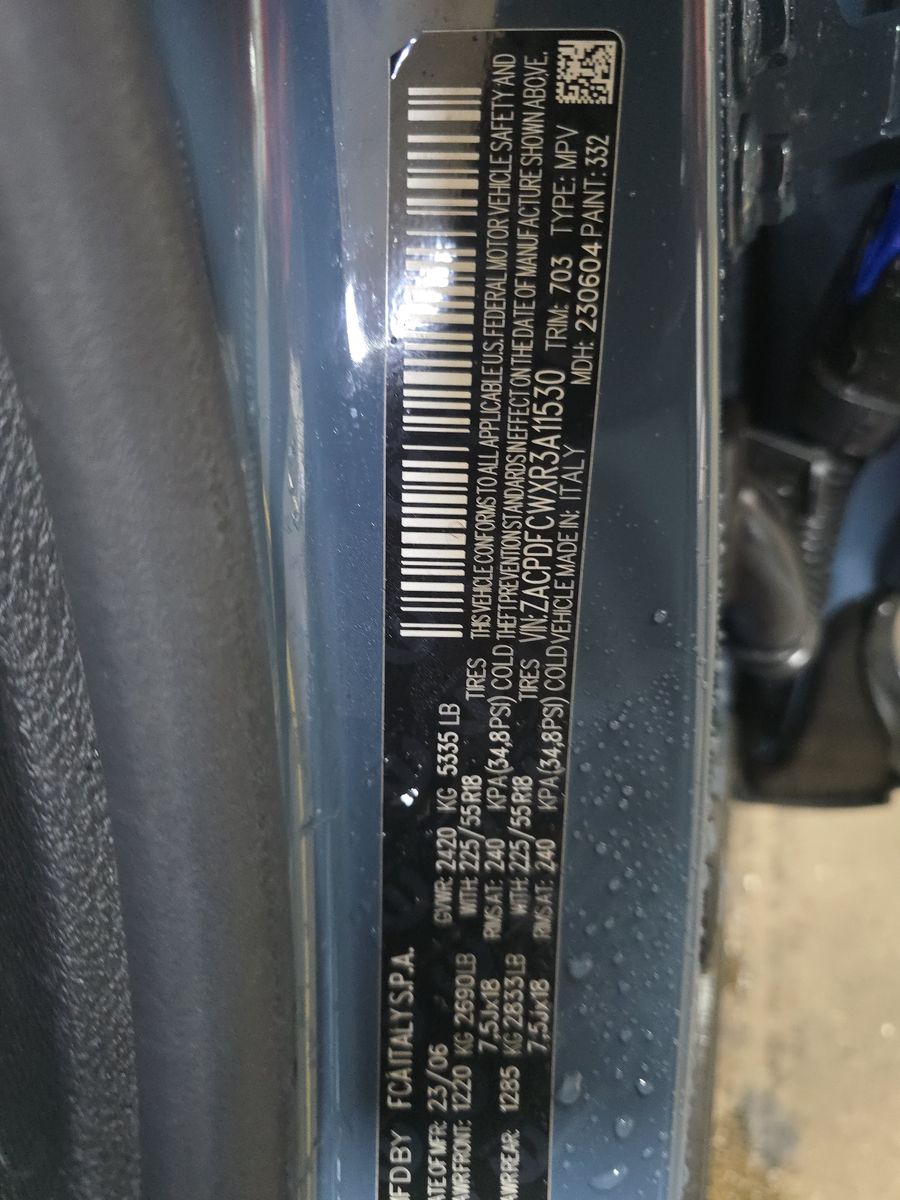 MFD BY FCA ITALY S.P.A.
DATE OF MFR: 23/06 GVWR: 2420 KG 5335 LB
GAWR FRONT: 1220 KG 2690 LB WITH: 225/55R18 TIRES
7,5Jx18 RIMS AT: 240 KPA (34,8 PSI) COLD
GAWR REAR: 1285 KG 2833 LB WITH: 225/55R18 TIRES
7,5Jx18 RIMS AT: 240 KPA (34,8 PSI) COLD
THIS VEHICLE CONFORMS TO ALL APPLICABLE U.S. FEDERAL MOTOR VEHICLE SAFETY AND
THEFT PREVENTION STANDARDS IN EFFECT ON THE DATE OF MANUFACTURE SHOWN ABOVE.
VIN: ZACPDFCWXR3A11530 TRIM: 703 TYPE: MPV
VEHICLE MADE IN: ITALY MDH: 230604 PAINT: 332